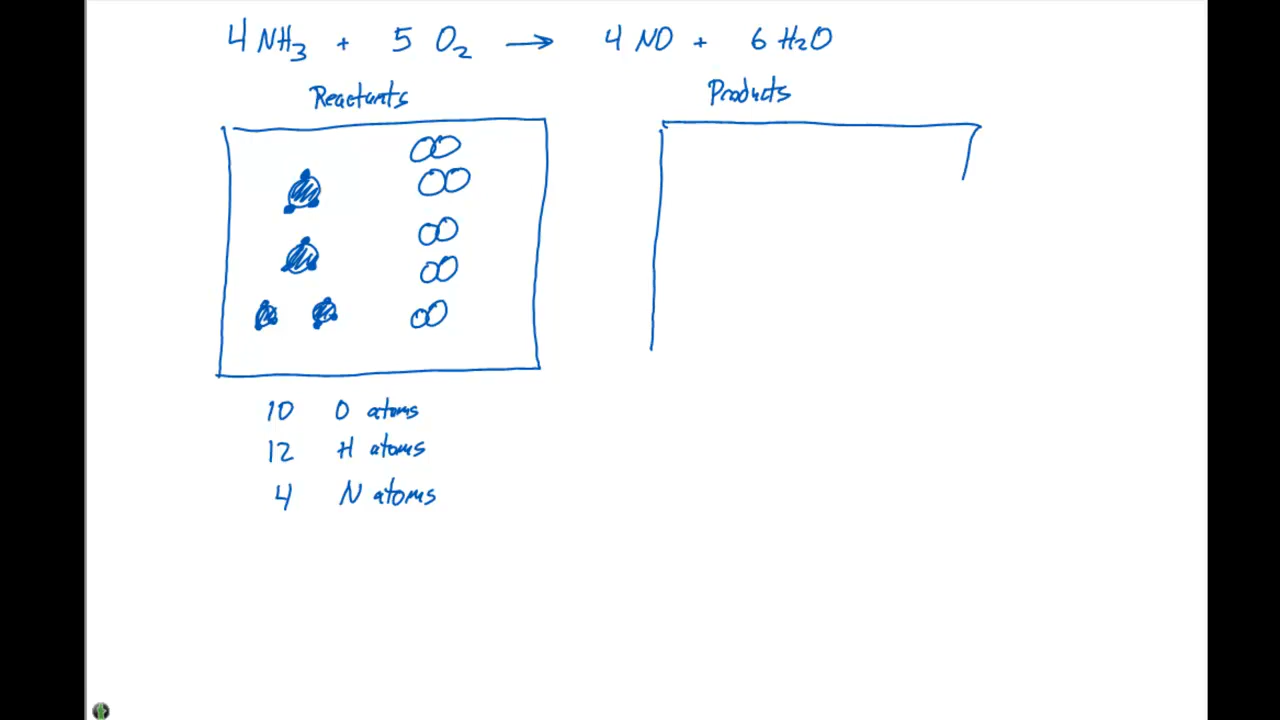 4 NH3 + 5 O2 → 4 NO + 6 H2O
Reactants
Products
10 O atoms
12 H atoms
4 N atoms